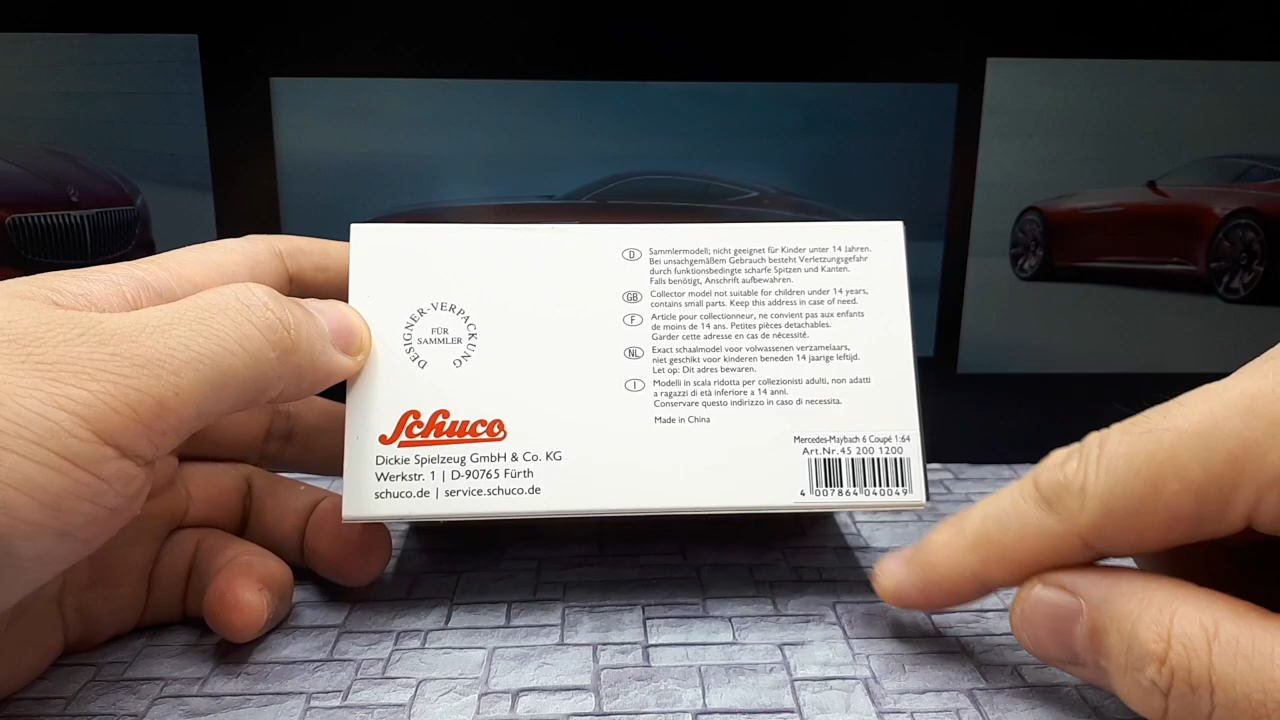 DESIGNER-VERPACKUNG
FÜR
SAMMLER
Schuco
Dickie Spielzeug GmbH & Co. KG
Werkstr. 1 | D-90765 Fürth
schuco.de | service.schuco.de
D Sammlermodell; nicht geeignet für Kinder unter 14 Jahren.
Bei unsachgemäßem Gebrauch besteht Verletzungsgefahr
durch funktionsbedingte scharfe Spitzen und Kanten.
Falls benötigt, Anschrift aufbewahren.
GB Collector model not suitable for children under 14 years,
contains small parts. Keep this address in case of need.
F Article pour collectionneur, ne convient pas aux enfants
de moins de 14 ans. Petites pièces detachables.
Garder cette adresse en cas de nécessité.
NL Exact schaalmodel voor volwassenen verzamelaars,
niet geschikt voor kinderen beneden 14 jaarige leftijd.
Let op: Dit adres bewaren.
I Modelli in scala ridotta per collezionisti adulti, non adatti
a ragazzi di età inferiore a 14 anni.
Conservare questo indirizzo in caso di necessita.
Made in China
Mercedes-Maybach 6 Coupé 1:64
Art.Nr. 45 200 1200
4 007864 040049